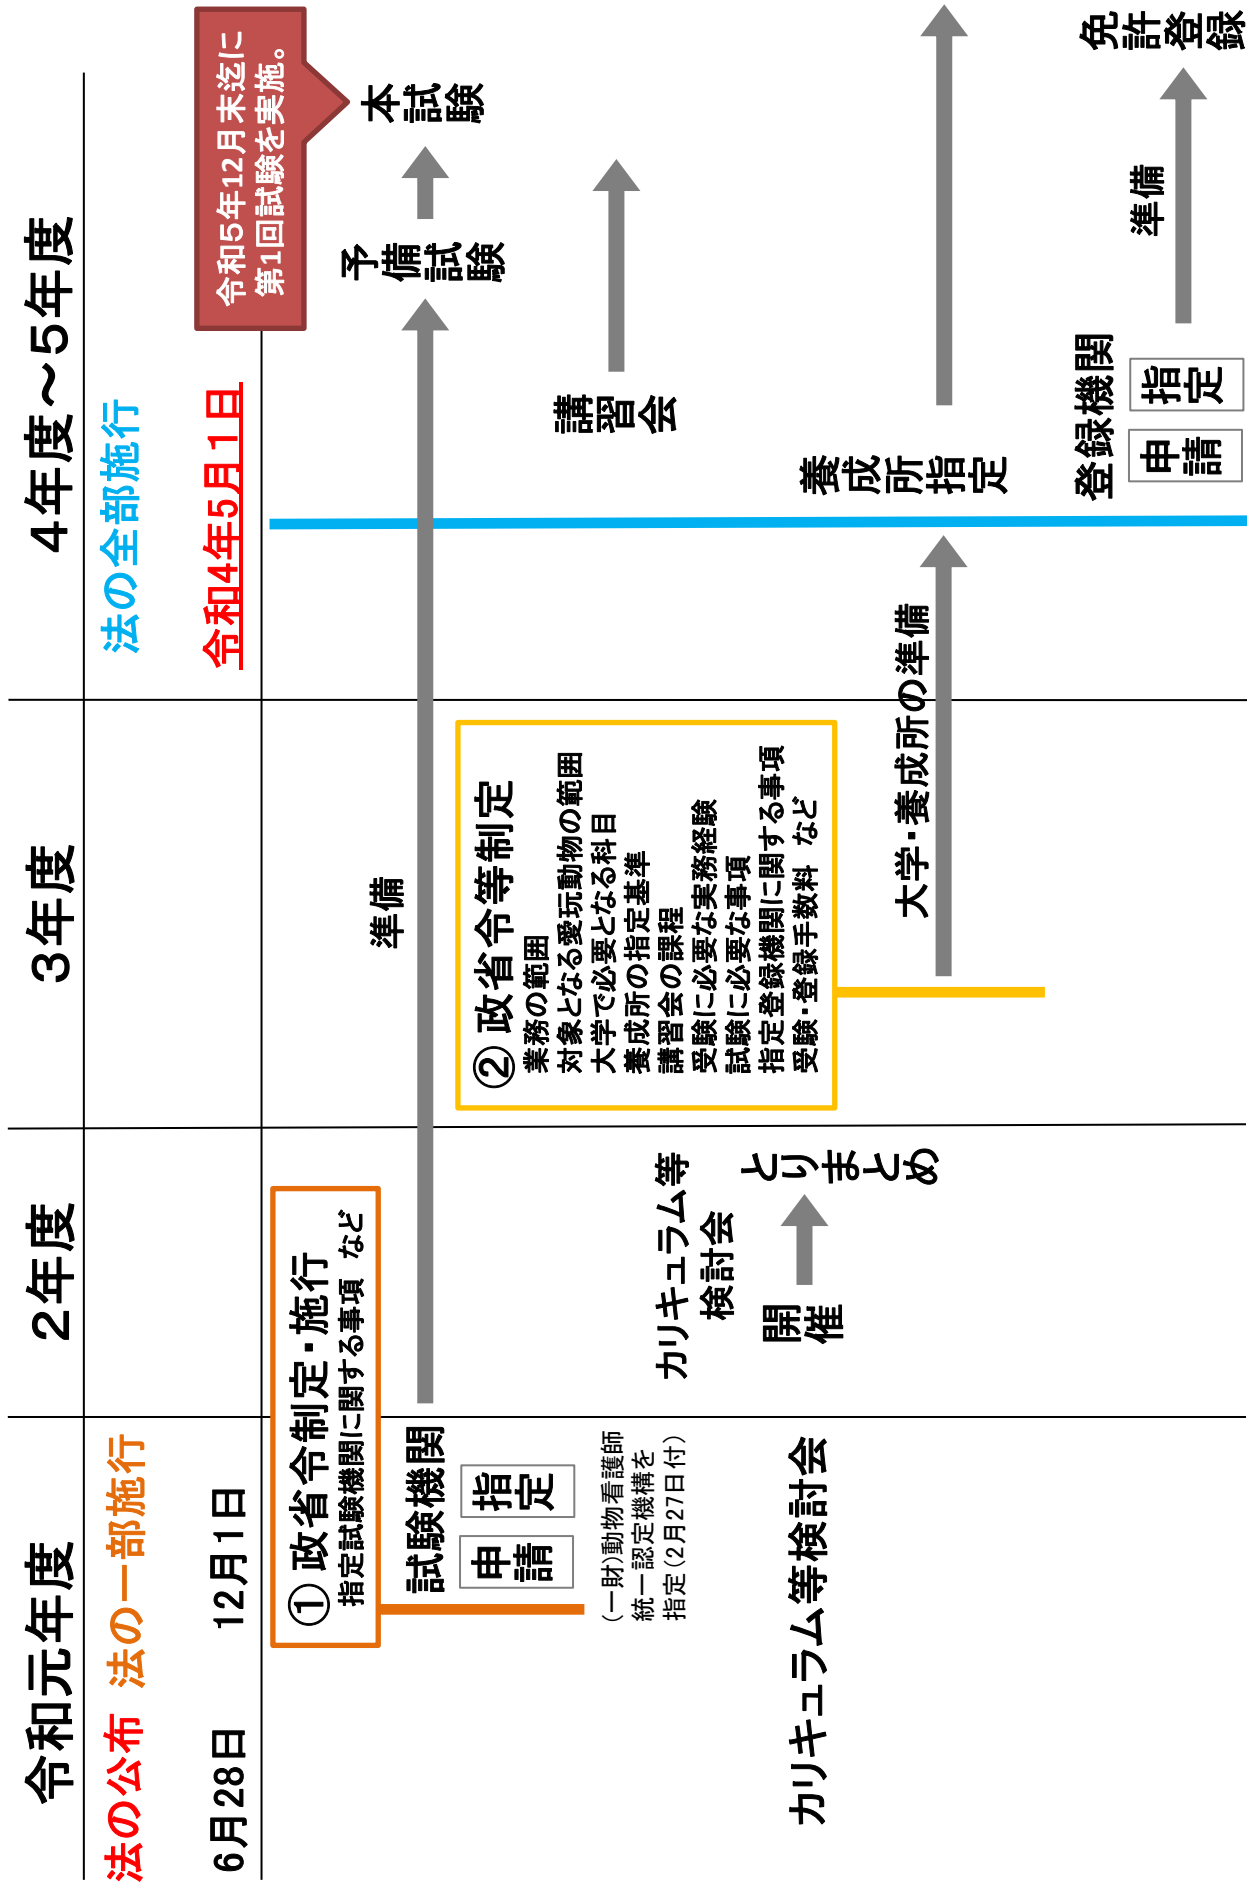 令和元年度
2年度
3年度
4年度～5年度
法の公布
法の一部施行
法の全部施行
6月28日
12月1日
令和4年5月1日
令和5年12月末迄に
第1回試験を実施。
① 政省令制定・施行
指定試験機関に関する事項 など
試験機関
申請
指定
(一財)動物看護師
統一認定機構を
指定(2月27日付)
準備
予備試験
本試験
② 政省令等制定
業務の範囲
対象となる愛玩動物の範囲
大学で必要となる科目
養成所の指定基準
講習会の課程
受験に必要な実務経験
試験に必要な事項
指定登録機関に関する事項
受験・登録手数料 など
講習会
カリキュラム等検討会
カリキュラム等
検討会
開催
とりまとめ
大学・養成所の準備
養成所指定
登録機関
申請
指定
準備
免許登録